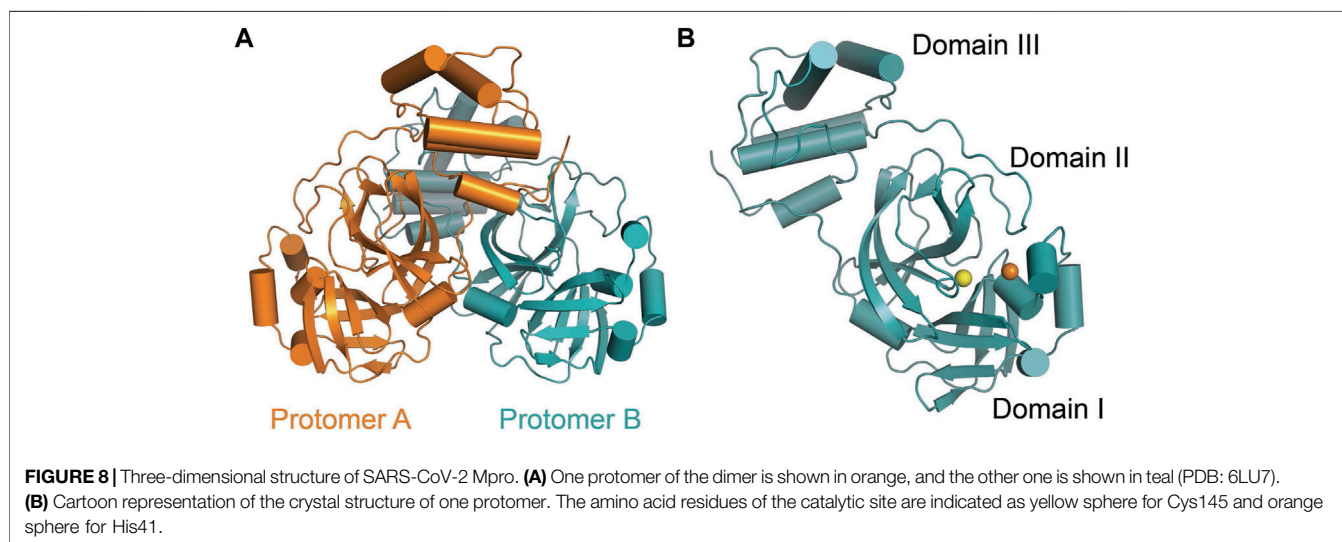 A
B
Domain III
Domain II
Domain I
Protomer A
Protomer B
FIGURE 8 | Three-dimensional structure of SARS-CoV-2 Mpro. (A) One protomer of the dimer is shown in orange, and the other one is shown in teal (PDB: 6LU7).
(B) Cartoon representation of the crystal structure of one protomer. The amino acid residues of the catalytic site are indicated as yellow sphere for Cys145 and orange
sphere for His41.